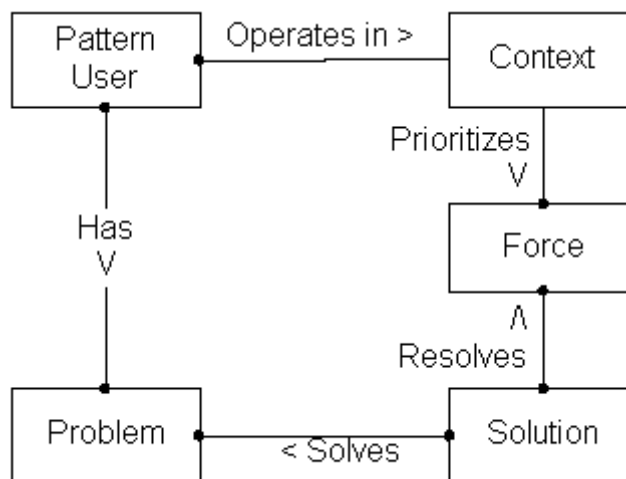 Pattern
User
Operates in >
Context
Prioritizes
V
Has
V
Force
Λ
Resolves
Problem
< Solves
Solution